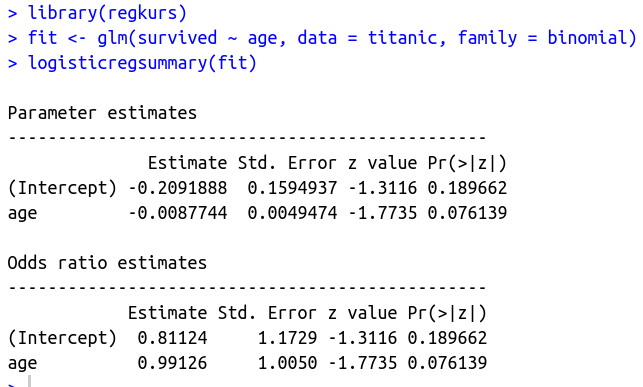 > library(regkurs)
> fit <- glm(survived ~ age, data = titanic, family = binomial)
> logisticregsummary(fit)
Parameter estimates
------------------------------------------------
Estimate Std. Error z value Pr(>|z|)
(Intercept) -0.2091888 0.1594937 -1.3116 0.189662
age -0.0087744 0.0049474 -1.7735 0.076139
Odds ratio estimates
------------------------------------------------
Estimate Std. Error z value Pr(>|z|)
(Intercept) 0.81124 1.1729 -1.3116 0.189662
age 0.99126 1.0050 -1.7735 0.076139
>